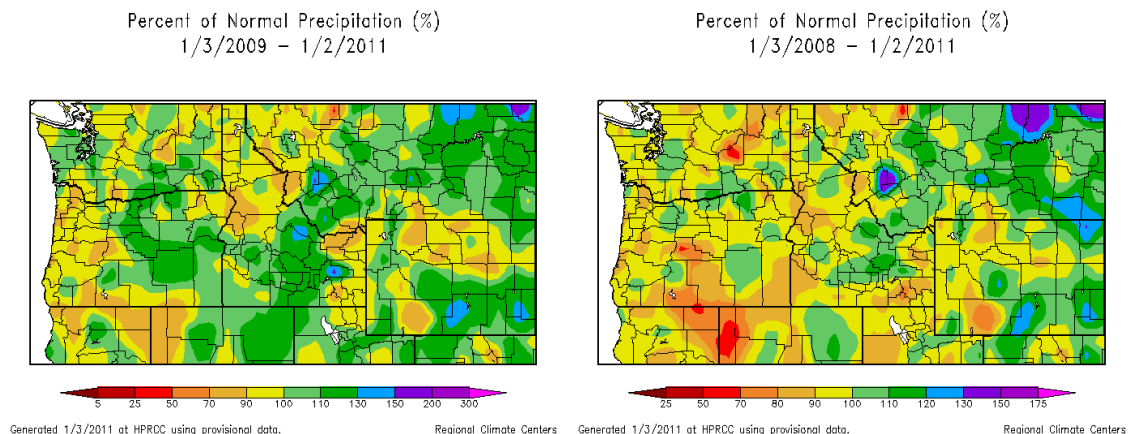 Percent of Normal Precipitation (%)
1/3/2009 – 1/2/2011
5 25 50 70 90 100 110 130 150 200 300
Generated 1/3/2011 at HPRCC using provisional data. Regional Climate Centers
Percent of Normal Precipitation (%)
1/3/2008 – 1/2/2011
25 50 70 80 90 100 110 120 130 150 175
Generated 1/3/2011 at HPRCC using provisional data. Regional Climate Centers